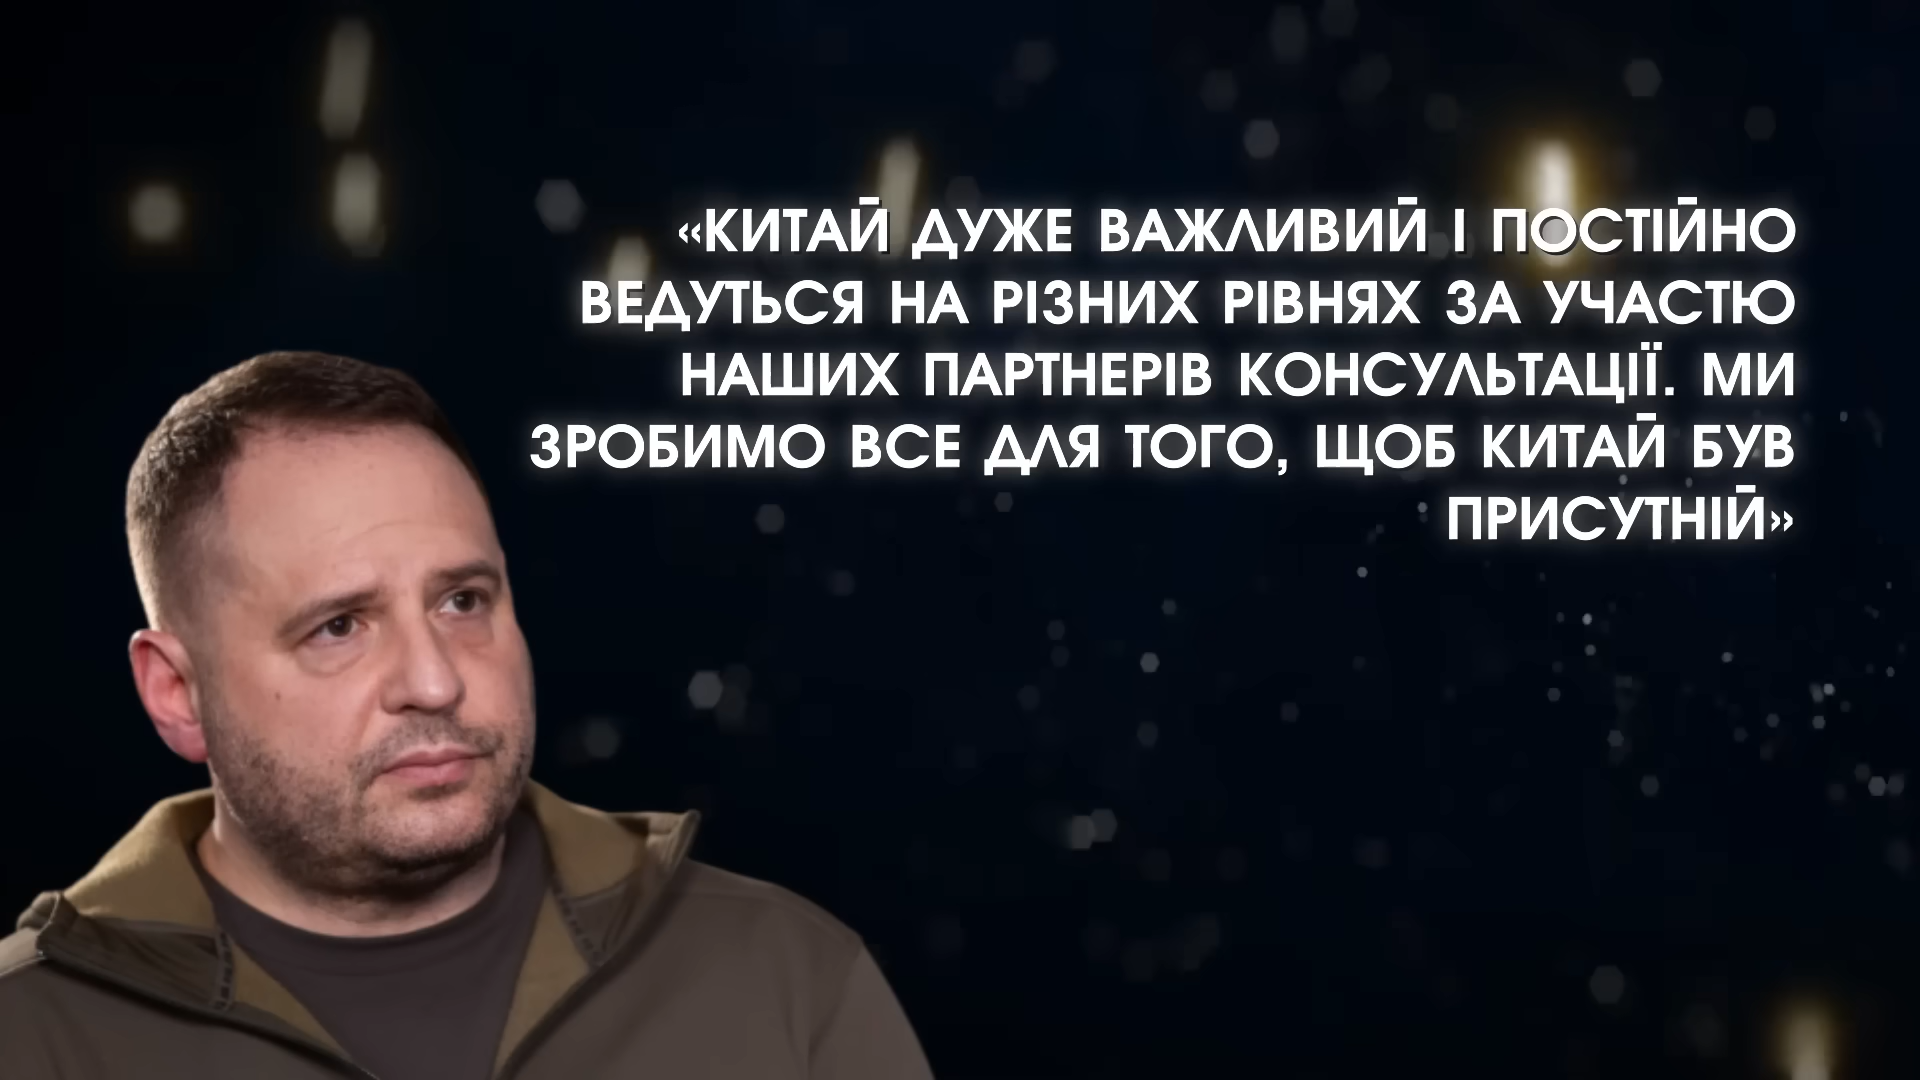 «КИТАЙ ДУЖЕ ВАЖЛИВИЙ І ПОСТІЙНО
ВЕДУТЬСЯ НА РІЗНИХ РІВНЯХ ЗА УЧАСТЮ
НАШИХ ПАРТНЕРІВ КОНСУЛЬТАЦІЇ. МИ
ЗРОБИМО ВСЕ ДЛЯ ТОГО, ЩОБ КИТАЙ БУВ
ПРИСУТНІЙ»